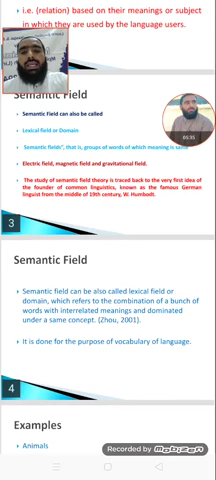 i.e. (relation) based on their meanings or subject
in which they are used by the language users.
Semantic Field
Semantic Field can also be called
Lexical field or Domain.
Semantic fields", that is, groups of words of which meaning is same
Electric field, magnetic field and gravitational field.
The study of semantic field theory is traced back to the very first idea of
the founder of common linguistics, known as the famous German
linguist from the middle of 19th century, W. Humbodt.
3
Semantic Field
Semantic field can be also called lexical field or
domain, which refers to the combination of a bunch of
words with interrelated meanings and dominated
under a same concept. (Zhou, 2001).
It is done for the purpose of vocabulary of language.
4
Examples
Animals
Recorded by Mobizen